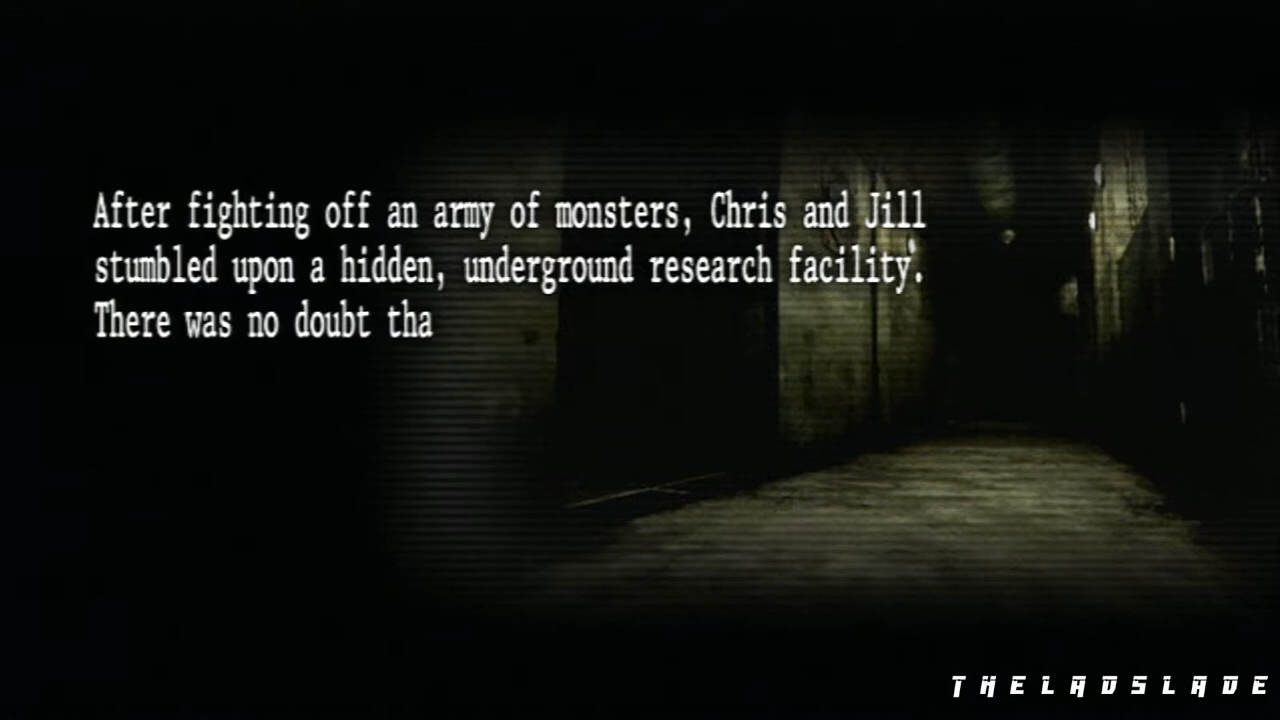 After fighting off an army of monsters, Chris and Jill
stumbled upon a hidden, underground research facility.
There was no doubt tha
THELADSLADE